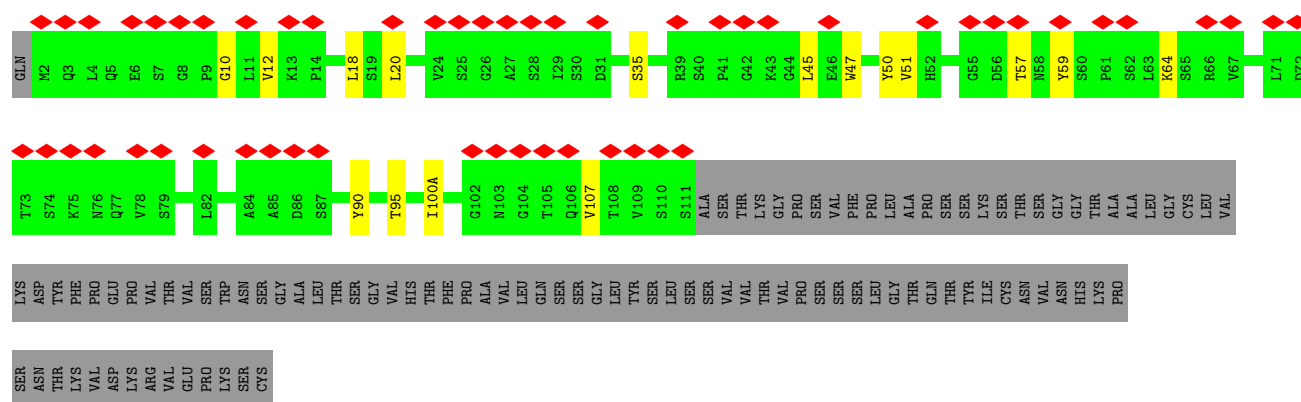 GLN M2 Q3 L4 Q5 E6 S7 G8 P9 G10 L11 V12 K13 P14 L18 S19 L20 V24 S25 G26 A27 S28 I29 S30 D31 S35 R39 S40 P41 G42 K43 G44 L45 E46 W47 Y50 V51 H52 G55 D56 T57 N58 Y59 S60 P61 S62 L63 K64 S65 R66 V67 L71
T73 S74 K75 N76 Q77 V78 S79 L82 A84 A85 D86 S87 Y90 T95 I100A G102 N103 G104 T105 Q106 V107 T108 V109 S110 S111 ALA SER THR LYS GLY PRO SER VAL PHE PRO LEU ALA PRO SER SER LYS SER THR SER GLY GLY THR ALA ALA LEU GLY CYS LEU VAL
LYS ASP TYR PHE PRO GLU PRO VAL THR VAL SER TRP ASN SER GLY ALA LEU THR SER GLY VAL HIS THR PHE PRO ALA VAL LEU GLN SER SER GLY LEU TYR SER LEU SER SER VAL VAL THR VAL PRO SER SER SER LEU GLY THR GLN THR TYR ILE CYS ASN VAL ASN HIS LYS PRO
SER ASN THR LYS VAL ASP LYS ARG VAL GLU PRO LYS SER CYS